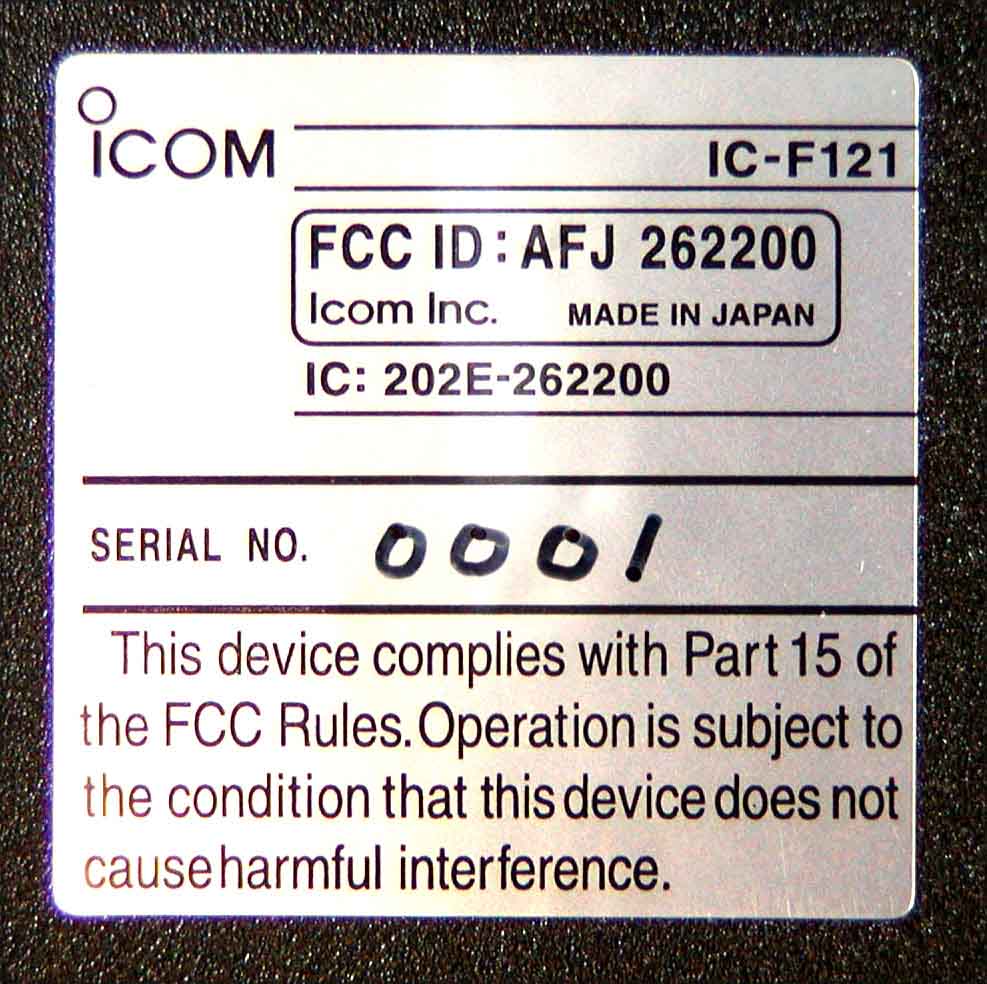 ICOM
IC-F121
FCC ID: AFJ 262200
Icom Inc. MADE IN JAPAN
IC: 202E-262200
SERIAL NO. 0001
This device complies with Part 15 of
the FCC Rules. Operation is subject to
the condition that this device does not
cause harmful interference.